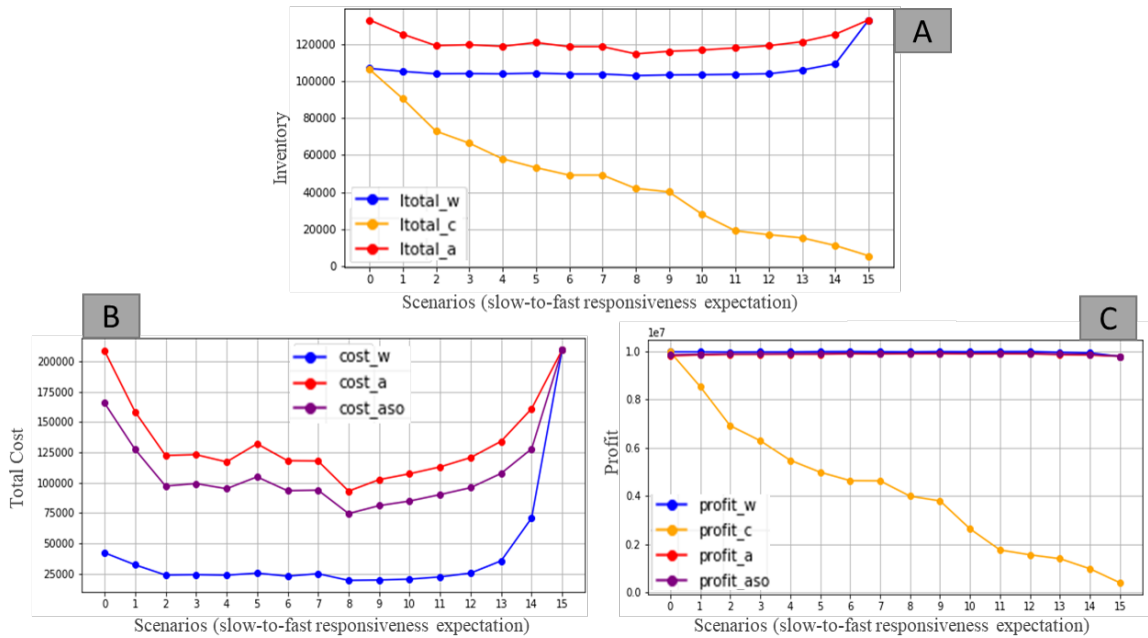 A
120000
100000
80000
60000
40000
20000
0
Inventory
Itotal_w
Itotal_c
Itotal_a
0 1 2 3 4 5 6 7 8 9 10 11 12 13 14 15
Scenarios (slow-to-fast responsiveness expectation)
B
200000
175000
150000
125000
100000
75000
50000
25000
Total Cost
cost_w
cost_a
cost_aso
0 1 2 3 4 5 6 7 8 9 10 11 12 13 14 15
Scenarios (slow-to-fast responsiveness expectation)
C
1e7
1.0
0.8
0.6
0.4
0.2
0.0
Profit
profit_w
profit_c
profit_a
profit_aso
0 1 2 3 4 5 6 7 8 9 10 11 12 13 14 15
Scenarios (slow-to-fast responsiveness expectation)